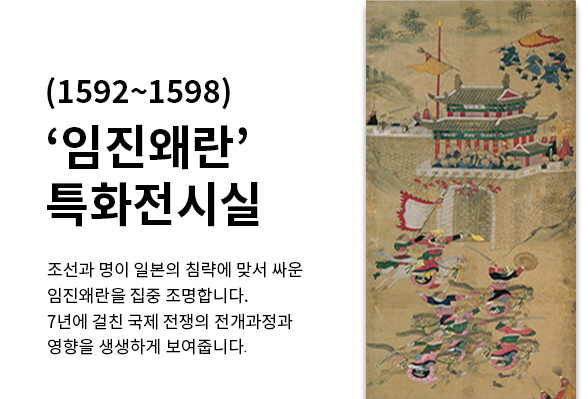 (1592~1598)
‘임진왜란’
특화전시실
조선과 명이 일본의 침략에 맞서 싸운
임진왜란을 집중 조명합니다.
7년에 걸친 국제 전쟁의 전개과정과
영향을 생생하게 보여줍니다.